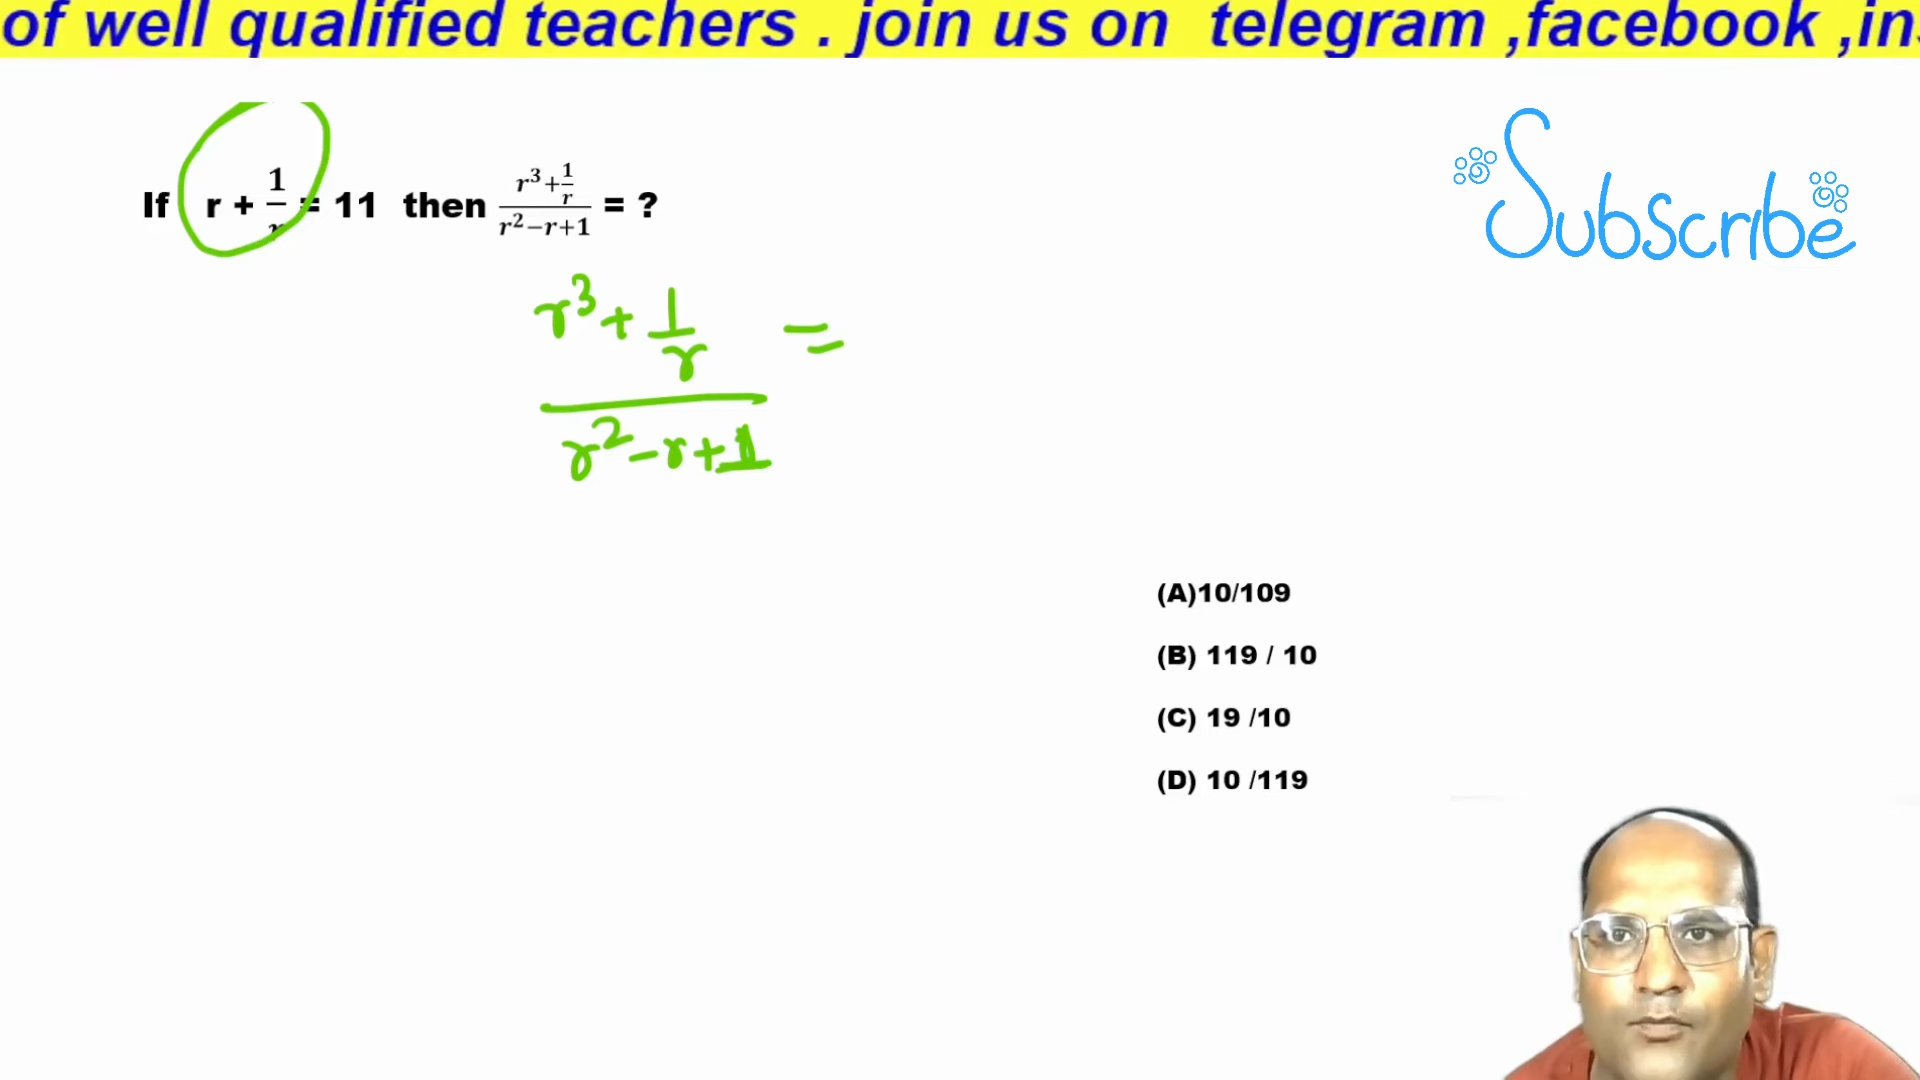 of well qualified teachers . join us on telegram ,facebook ,in
Subscribe
If r + 1/r = 11 then (r³+1/r)/(r²−r+1) = ?
r³ + 1/r =
r² - r + 1
(A)10/109
(B) 119 / 10
(C) 19 /10
(D) 10 /119